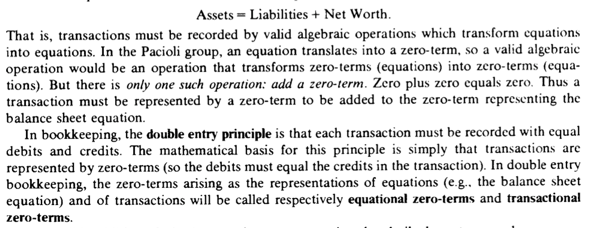 Assets = Liabilities + Net Worth.
That is, transactions must be recorded by valid algebraic operations which transform equations
into equations. In the Pacioli group, an equation translates into a zero-term, so a valid algebraic
operation would be an operation that transforms zero-terms (equations) into zero-terms (equa-
tions). But there is only one such operation: add a zero-term. Zero plus zero equals zero. Thus a
transaction must be represented by a zero-term to be added to the zero-term representing the
balance sheet equation.
In bookkeeping, the double entry principle is that each transaction must be recorded with equal
debits and credits. The mathematical basis for this principle is simply that transactions are
represented by zero-terms (so the debits must equal the credits in the transaction). In double entry
bookkeeping, the zero-terms arising as the representations of equations (e.g., the balance sheet
equation) and of transactions will be called respectively equational zero-terms and transactional
zero-terms.